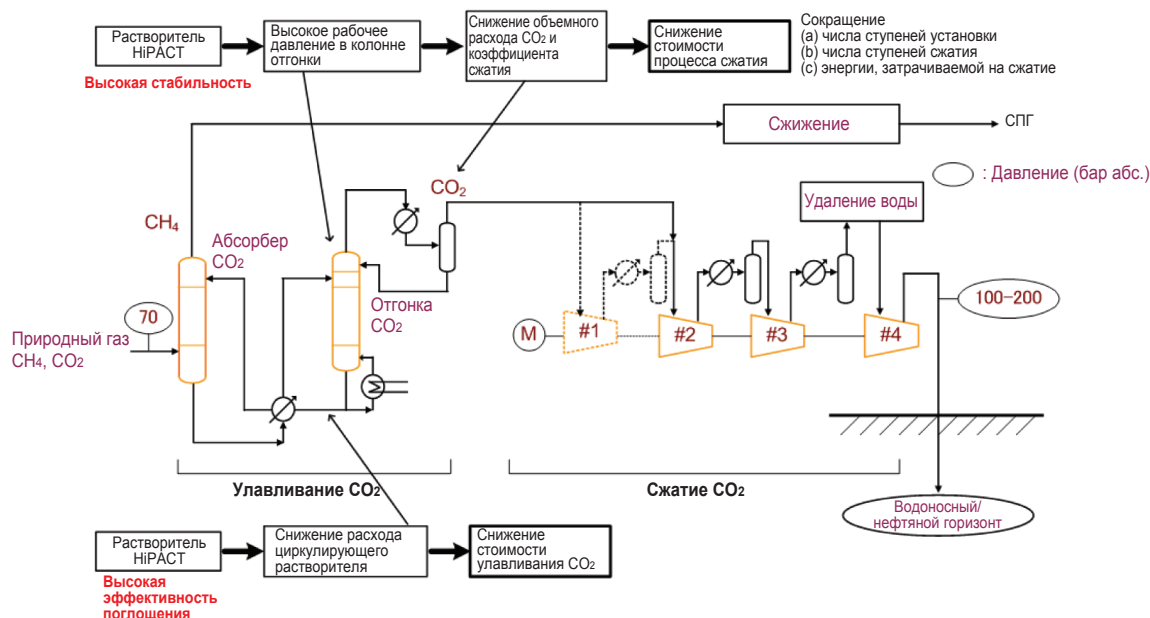 Растворитель
HiPACT
Высокая стабильность
Высокое рабочее
давление в колонне
отгонки
Снижение объемного
расхода CO2 и
коэффициента
сжатия
Снижение
стоимости
процесса сжатия
Сокращение
(a) числа ступеней установки
(b) числа ступеней сжатия
(c) энергии, затрачиваемой на сжатие
Сжижение
СПГ
: Давление (бар абс.)
CO2
Удаление воды
CH4
Абсорбер
CO2
70
Природный газ
CH4, CO2
Отгонка
CO2
M
#1
#2
#3
#4
100-200
Улавливание CO2
Сжатие CO2
Водоносный/
нефтяной горизонт
Растворитель
HiPACT
Высокая
эффективность
поглощения
Снижение расхода
циркулирующего
растворителя
Снижение
стоимости
улавливания CO2